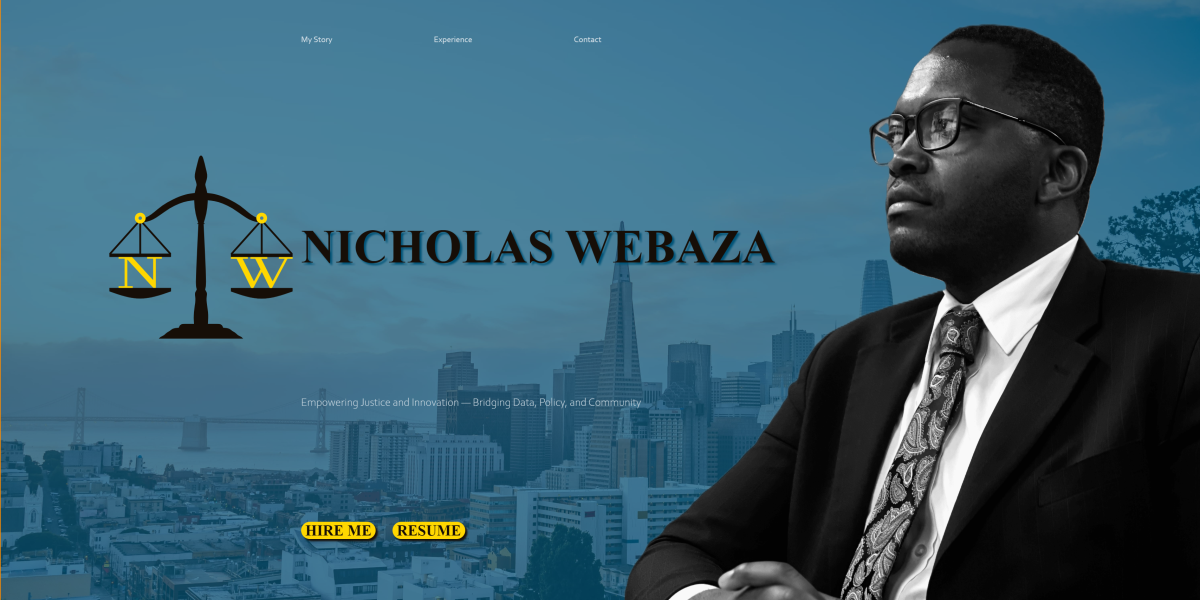 My Story
Experience
Contact
N W
NICHOLAS WEBAZA
Empowering Justice and Innovation — Bridging Data, Policy, and Community
HIRE ME
RESUME